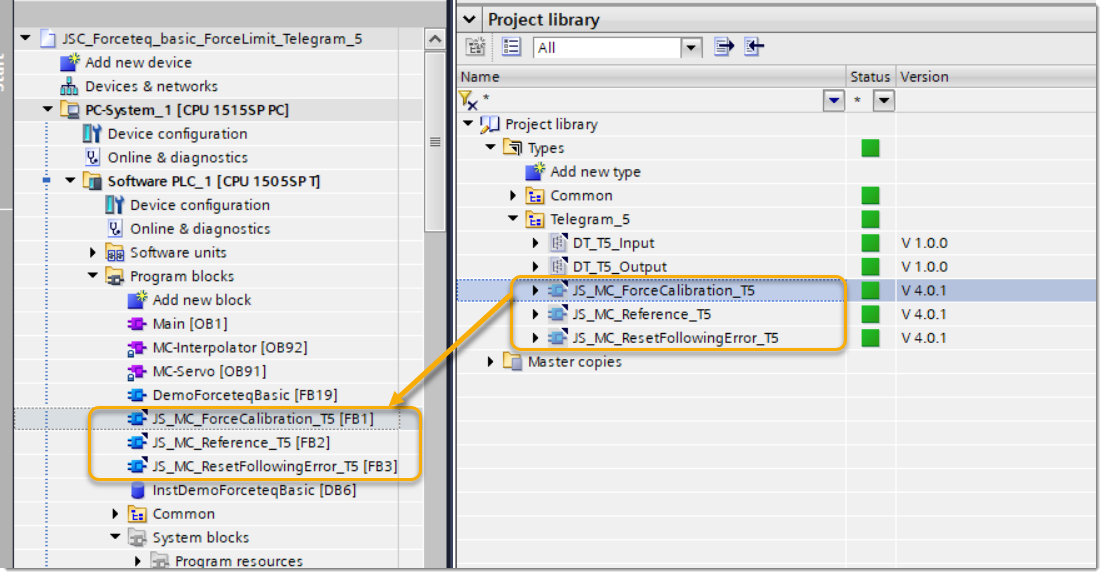 JSC_Forceteq_basic_ForceLimit_Telegram_5
Add new device
Devices & networks
PC-System_1 [CPU 1515SP PC]
Device configuration
Online & diagnostics
Software PLC_1 [CPU 1505SP T]
Device configuration
Online & diagnostics
Software units
Program blocks
Add new block
Main [OB1]
MC-Interpolator [OB92]
MC-Servo [OB91]
DemoForceteqBasic [FB19]
JS_MC_ForceCalibration_T5 [FB1]
JS_MC_Reference_T5 [FB2]
JS_MC_ResetFollowingError_T5 [FB3]
InstDemoForceteqBasic [DB6]
Common
System blocks
Program resources
Project library
All
Name Status Version
* *
Project library
Types
Add new type
Common
Telegram_5
DT_T5_Input V 1.0.0
DT_T5_Output V 1.0.0
JS_MC_ForceCalibration_T5 V 4.0.1
JS_MC_Reference_T5 V 4.0.1
JS_MC_ResetFollowingError_T5 V 4.0.1
Master copies